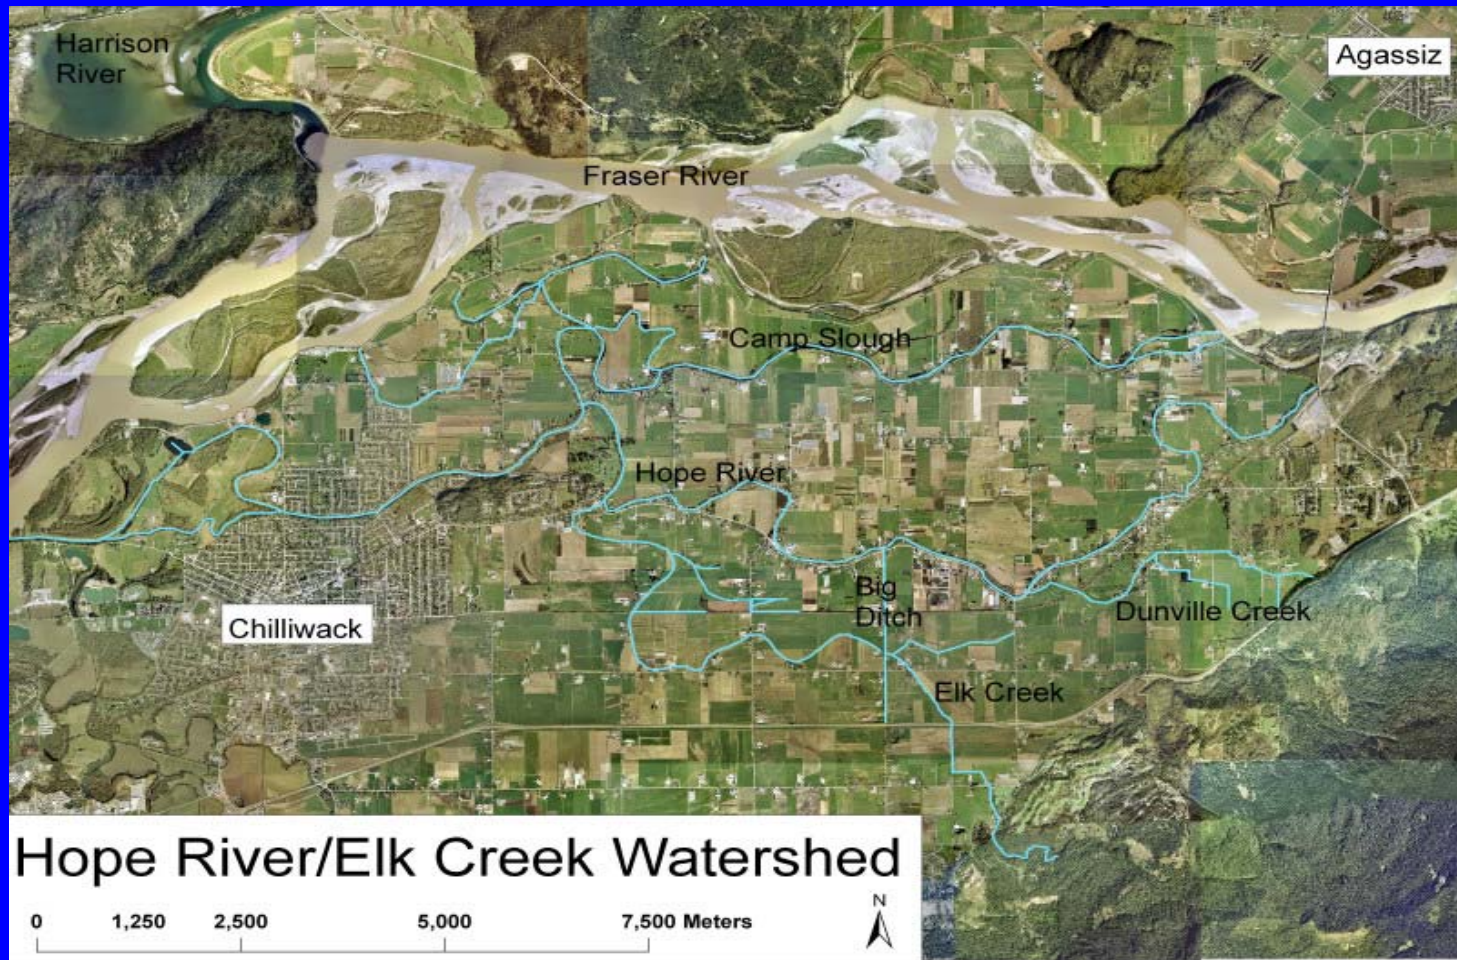 Harrison
River
Agassiz
Fraser River
Camp Slough
Hope River
Big
Ditch
Dunville Creek
Chilliwack
Elk Creek
Hope River/Elk Creek Watershed
0 1,250 2,500 5,000 7,500 Meters
N